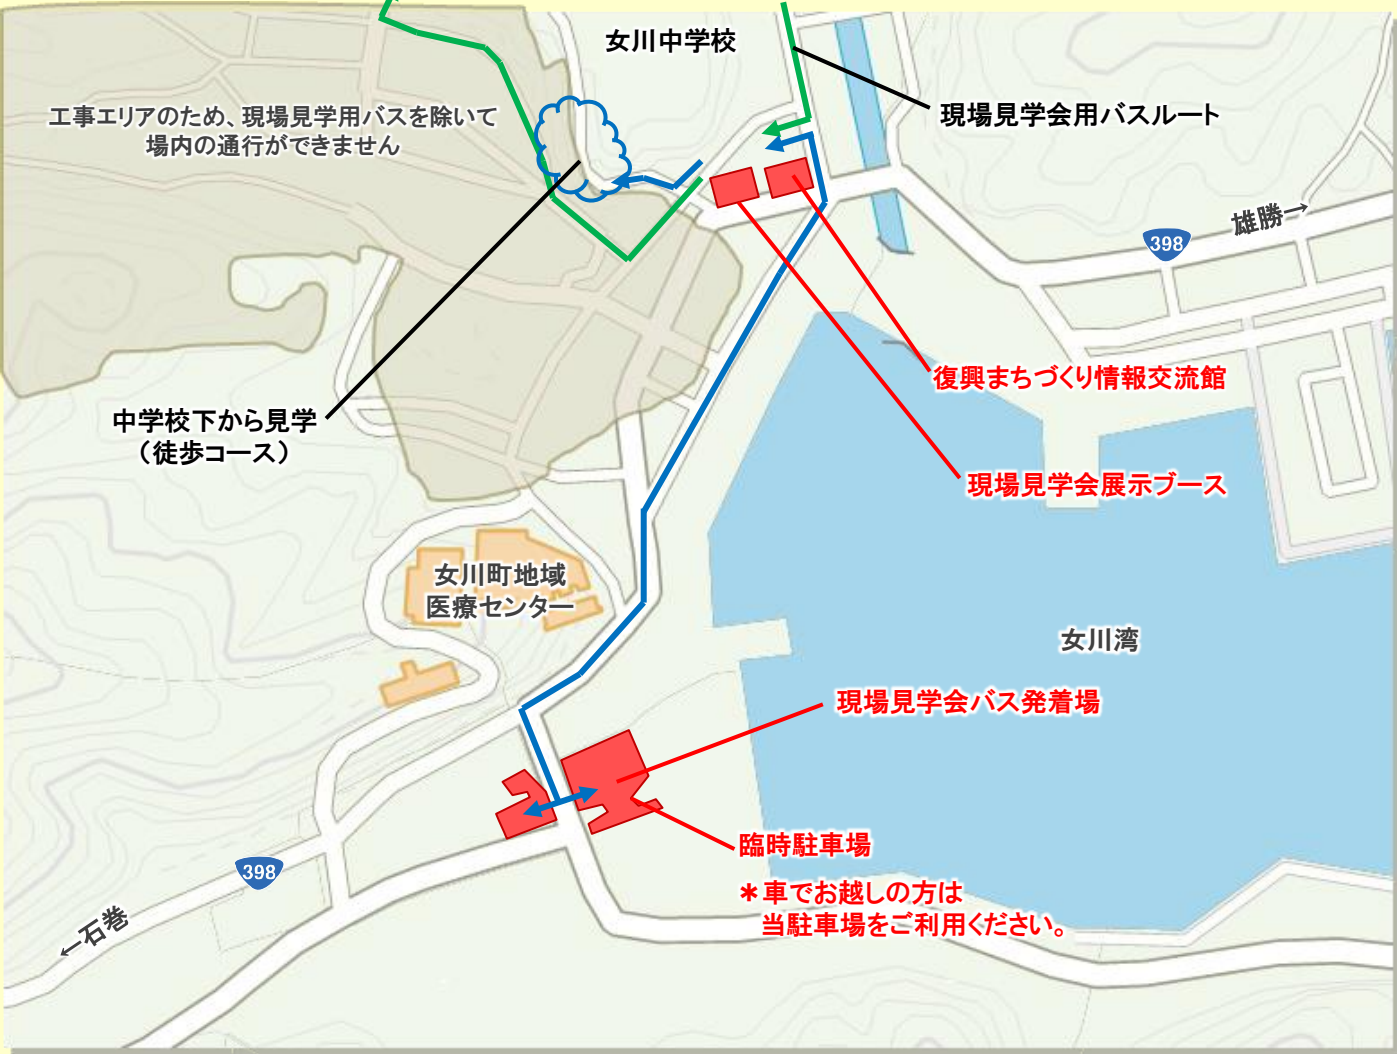 女川中学校
現場見学会用バスルート
工事エリアのため、現場見学用バスを除いて
場内の通行ができません
雄勝→
398
復興まちづくり情報交流館
中学校下から見学
（徒歩コース）
現場見学会展示ブース
女川町地域
医療センター
女川湾
現場見学会バス発着場
臨時駐車場
398
＊車でお越しの方は
当駐車場をご利用ください。
←石巻